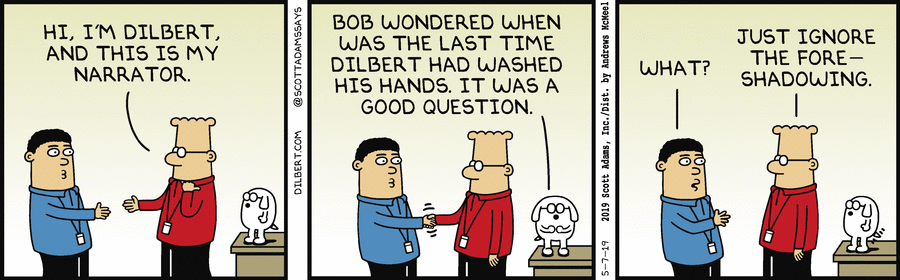 HI, I'M DILBERT,
AND THIS IS MY
NARRATOR.
DILBERT.COM @SCOTTADAMSSAYS
BOB WONDERED WHEN
WAS THE LAST TIME
DILBERT HAD WASHED
HIS HANDS. IT WAS A
GOOD QUESTION.
5-7-19 2019 Scott Adams, Inc./Dist. by Andrews McMeel
WHAT?
JUST IGNORE
THE FORE-
SHADOWING.